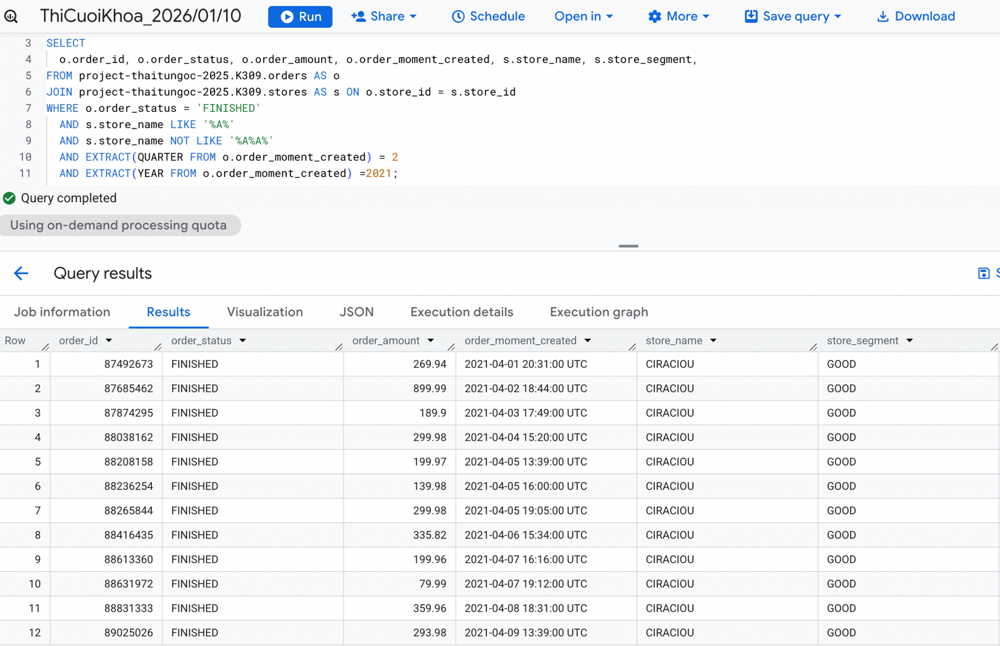 ThiCuoiKhoa_2026/01/10 Run Share Schedule Open in More Save query Download
3 SELECT
4 o.order_id, o.order_status, o.order_amount, o.order_moment_created, s.store_name, s.store_segment,
5 FROM project-thaitungoc-2025.K309.orders AS o
6 JOIN project-thaitungoc-2025.K309.stores AS s ON o.store_id = s.store_id
7 WHERE o.order_status = 'FINISHED'
8 AND s.store_name LIKE '%A%'
9 AND s.store_name NOT LIKE '%A%A%'
10 AND EXTRACT(QUARTER FROM o.order_moment_created) = 2
11 AND EXTRACT(YEAR FROM o.order_moment_created) =2021;
Query completed
Using on-demand processing quota
Query results S
Job information Results Visualization JSON Execution details Execution graph
Row order_id order_status order_amount order_moment_created store_name store_segment
1 87492673 FINISHED 269.94 2021-04-01 20:31:00 UTC CIRACIOU GOOD
2 87685462 FINISHED 899.99 2021-04-02 18:44:00 UTC CIRACIOU GOOD
3 87874295 FINISHED 189.9 2021-04-03 17:49:00 UTC CIRACIOU GOOD
4 88038162 FINISHED 299.98 2021-04-04 15:20:00 UTC CIRACIOU GOOD
5 88208158 FINISHED 199.97 2021-04-05 13:39:00 UTC CIRACIOU GOOD
6 88236254 FINISHED 139.98 2021-04-05 16:00:00 UTC CIRACIOU GOOD
7 88265844 FINISHED 299.98 2021-04-05 19:05:00 UTC CIRACIOU GOOD
8 88416435 FINISHED 335.82 2021-04-06 15:34:00 UTC CIRACIOU GOOD
9 88613360 FINISHED 199.96 2021-04-07 16:16:00 UTC CIRACIOU GOOD
10 88631972 FINISHED 79.99 2021-04-07 19:12:00 UTC CIRACIOU GOOD
11 88831333 FINISHED 359.96 2021-04-08 18:31:00 UTC CIRACIOU GOOD
12 89025026 FINISHED 293.98 2021-04-09 13:39:00 UTC CIRACIOU GOOD